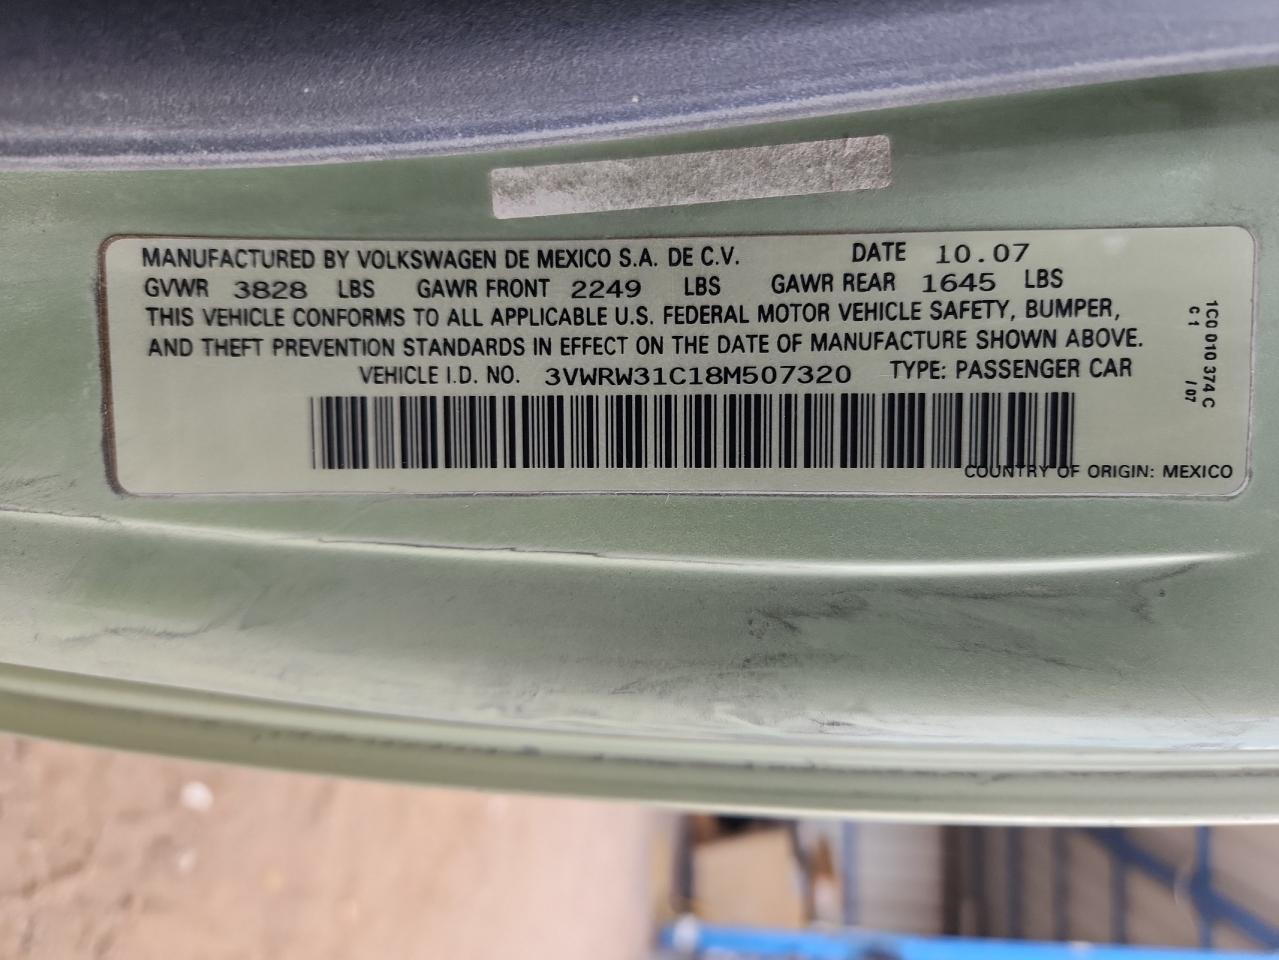 MANUFACTURED BY VOLKSWAGEN DE MEXICO S.A. DE C.V. DATE 10.07
GVWR 3828 LBS GAWR FRONT 2249 LBS GAWR REAR 1645 LBS
THIS VEHICLE CONFORMS TO ALL APPLICABLE U.S. FEDERAL MOTOR VEHICLE SAFETY, BUMPER,
AND THEFT PREVENTION STANDARDS IN EFFECT ON THE DATE OF MANUFACTURE SHOWN ABOVE.
VEHICLE I.D. NO. 3VWRW31C18M507320 TYPE: PASSENGER CAR
COUNTRY OF ORIGIN: MEXICO
1C0 010 374 C
C 1 / 07